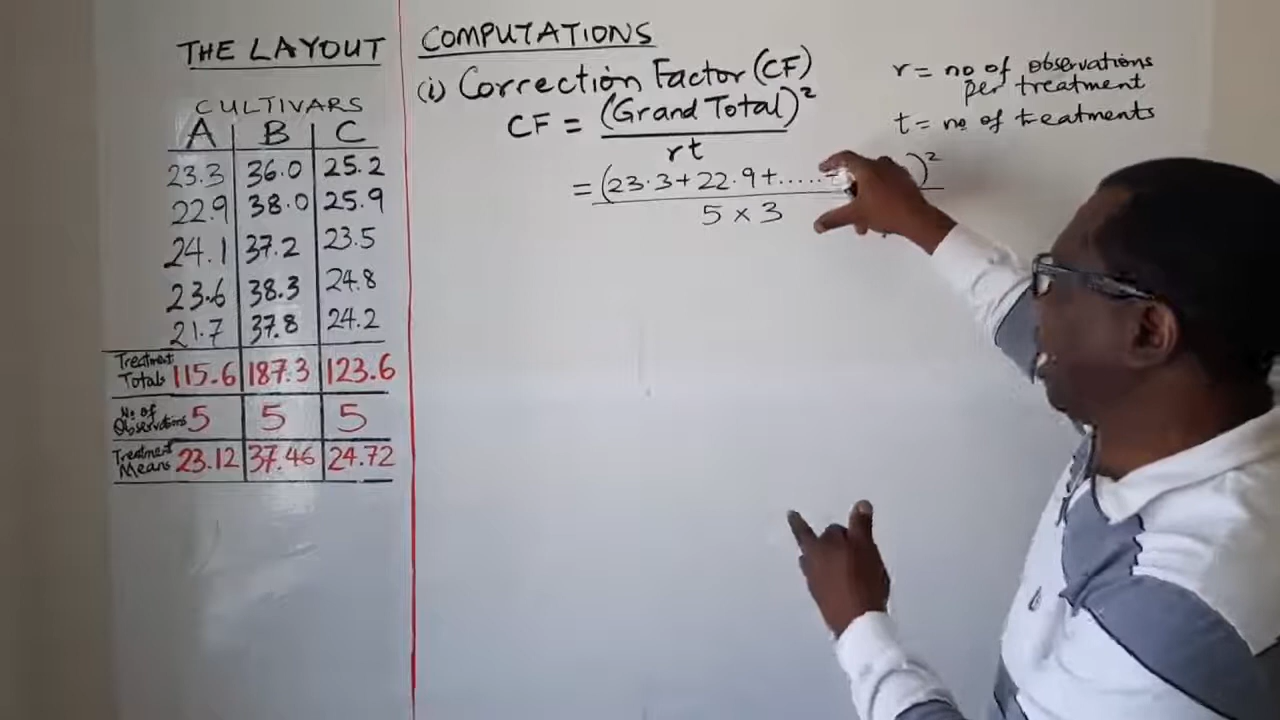 THE LAYOUT
CULTIVARS
A B C
23.3 36.0 25.2
22.9 38.0 25.9
24.1 37.2 23.5
23.6 38.3 24.8
21.7 37.8 24.2
Treatment Totals 115.6 187.3 123.6
No of Observations 5 5 5
Treatment Means 23.12 37.46 24.72
COMPUTATIONS
(i) Correction Factor (CF)
CF = (Grand Total)²
rt
= (23.3+22.9+..... )²
5 x 3
r = no of observations
per treatment
t = no of treatments